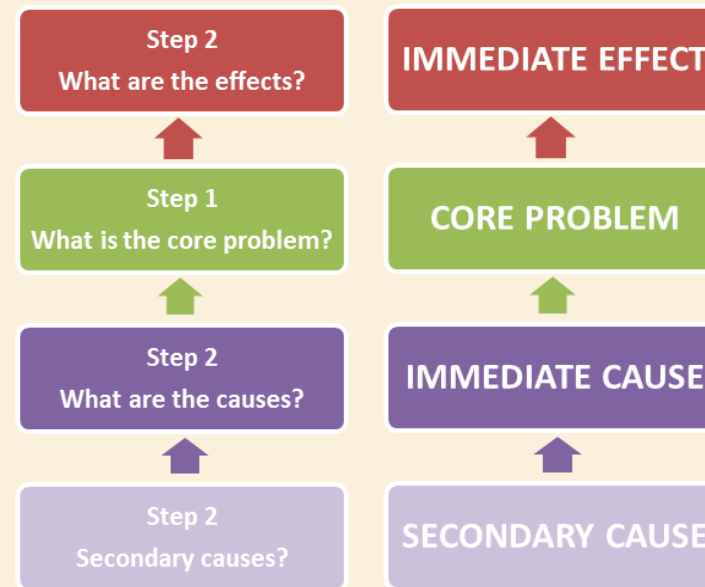 Step 2
What are the effects?
IMMEDIATE EFFECT
Step 1
What is the core problem?
CORE PROBLEM
Step 2
What are the causes?
IMMEDIATE CAUSE
Step 2
Secondary causes?
SECONDARY CAUSE